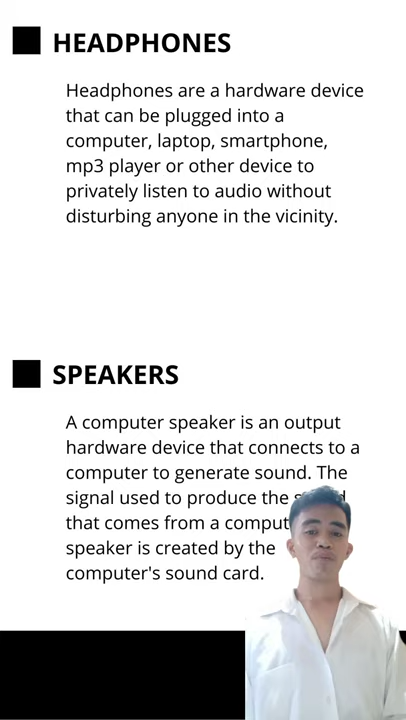 HEADPHONES
Headphones are a hardware device
that can be plugged into a
computer, laptop, smartphone,
mp3 player or other device to
privately listen to audio without
disturbing anyone in the vicinity.
SPEAKERS
A computer speaker is an output
hardware device that connects to a
computer to generate sound. The
signal used to produce the
that comes from a
speaker is created by the
computer's sound card.